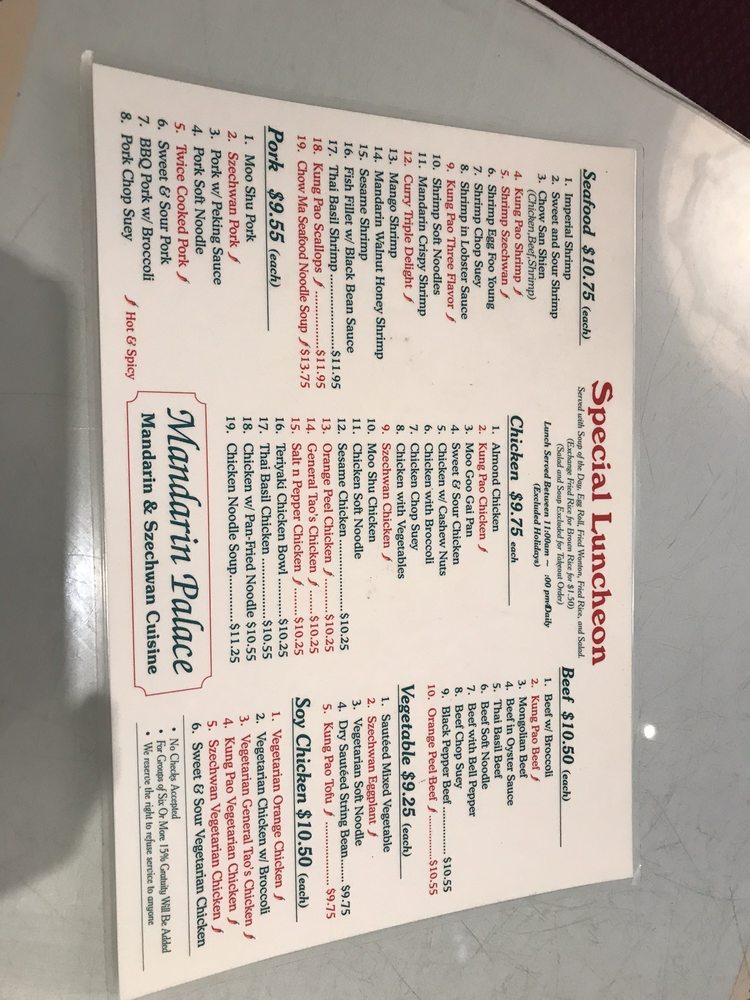 Special Luncheon
Served with Soup of the Day, Egg Roll, Fried Wonton, Fried Rice, and Salad.
(Exchange Fried Rice for Brown Rice for $1.50)
(Salad and Soup Excluded for Takeout Order)
Lunch Served Between 11:00am ~ :00 pm Daily
(Excluded Holidays)
Seafood $10.75 (each)
1. Imperial Shrimp
2. Sweet and Sour Shrimp
3. Chow San Shien
(Chicken, Beef, Shrimp)
4. Kung Pao Shrimp
5. Shrimp Szechwan
6. Shrimp Egg Foo Young
7. Shrimp Chop Suey
8. Shrimp in Lobster Sauce
9. Kung Pao Three Flavor
10. Shrimp Soft Noodles
11. Mandarin Crispy Shrimp
12. Curry Triple Delight
13. Mango Shrimp
14. Mandarin Walnut Honey Shrimp
15. Sesame Shrimp
16. Fish Fillet w/ Black Bean Sauce
17. Thai Basil Shrimp..................$11.95
18. Kung Pao Scallops ..............$11.95
19. Chow Ma Seafood Noodle Soup $13.75
Pork $9.55 (each)
1. Moo Shu Pork
2. Szechwan Pork
3. Pork w/ Peking Sauce
4. Pork Soft Noodle
5. Twice Cooked Pork
6. Sweet & Sour Pork
7. BBQ Pork w/ Broccoli
8. Pork Chop Suey
Hot & Spicy
Chicken $9.75 each
1. Almond Chicken
2. Kung Pao Chicken
3. Moo Goo Gai Pan
4. Sweet & Sour Chicken
5. Chicken w/ Cashew Nuts
6. Chicken with Broccoli
7. Chicken Chop Suey
8. Chicken with Vegetables
9. Szechwan Chicken
10. Moo Shu Chicken
11. Chicken Soft Noodle
12. Sesame Chicken...................$10.25
13. Orange Peel Chicken ........$10.25
14. General Tao's Chicken ......$10.25
15. Salt n Pepper Chicken ......$10.25
16. Teriyaki Chicken Bowl .......$10.25
17. Thai Basil Chicken ..............$10.55
18. Chicken w/ Pan-Fried Noodle $10.55
19. Chicken Noodle Soup..........$11.25
Mandarin Palace
Mandarin & Szechwan Cuisine
Beef $10.50 (each)
1. Beef w/ Broccoli
2. Kung Pao Beef
3. Mongolian Beef
4. Beef in Oyster Sauce
5. Thai Basil Beef
6. Beef Soft Noodle
7. Beef with Bell Pepper
8. Beef Chop Suey
9. Black Pepper Beef ................$10.55
10. Orange Peel Beef ..............$10.55
Vegetable $9.25 (each)
1. Sautéed Mixed Vegetable
2. Szechwan Eggplant
3. Vegetarian Soft Noodle
4. Dry Sautéed String Bean....... $9.75
5. Kung Pao Tofu .................... $9.75
Soy Chicken $10.50 (each)
1. Vegetarian Orange Chicken
2. Vegetarian Chicken w/ Broccoli
3. Vegetarian General Tao's Chicken
4. Kung Pao Vegetarian Chicken
5. Szechwan Vegetarian Chicken
6. Sweet & Sour Vegetarian Chicken
• No Checks Accepted
• For Groups of Six Or More 15% Gratuity Will Be Added
• We reserve the right to refuse service to anyone